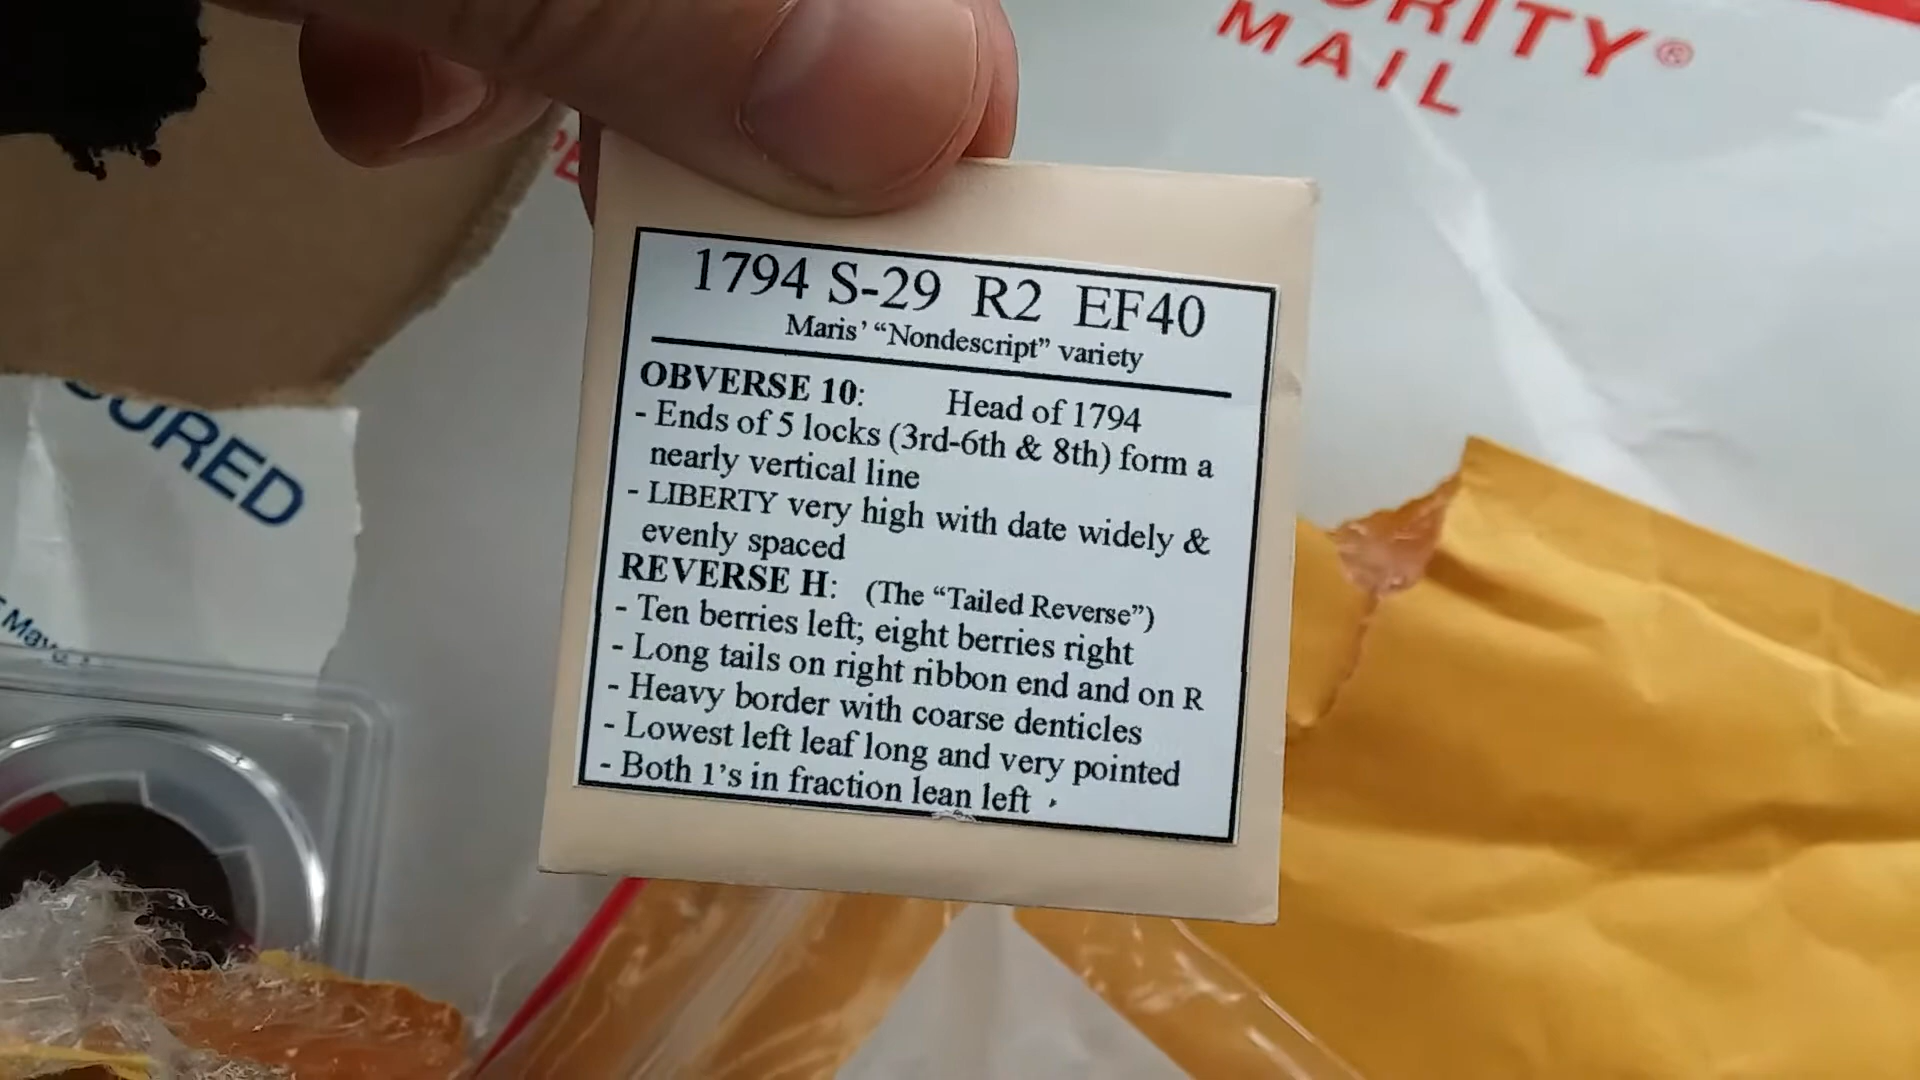 ORITY®
MAIL
1794 S-29 R2 EF40
Maris’ “Nondescript” variety
OBVERSE 10: Head of 1794
- Ends of 5 locks (3rd-6th & 8th) form a
nearly vertical line
- LIBERTY very high with date widely &
evenly spaced
REVERSE H: (The “Tailed Reverse”)
- Ten berries left; eight berries right
- Long tails on right ribbon end and on R
- Heavy border with coarse denticles
- Lowest left leaf long and very pointed
- Both 1’s in fraction lean left
URED